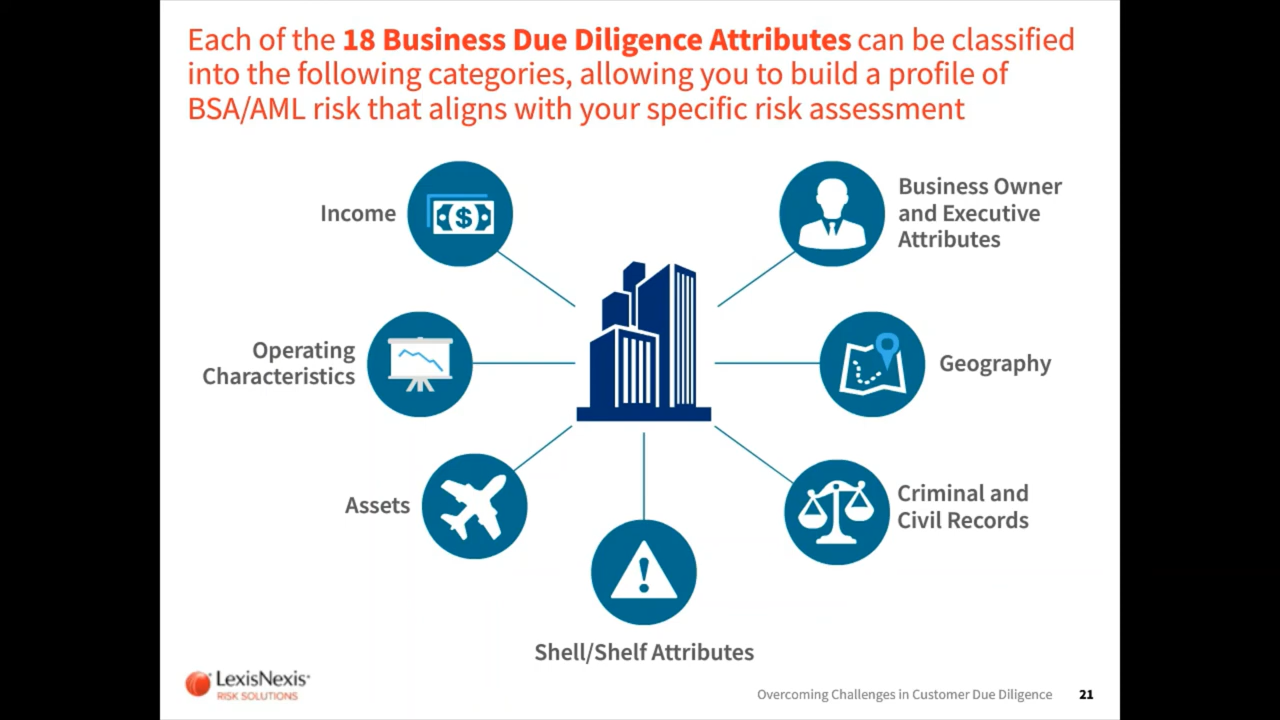 Each of the 18 Business Due Diligence Attributes can be classified
into the following categories, allowing you to build a profile of
BSA/AML risk that aligns with your specific risk assessment
Income
Business Owner
and Executive
Attributes
Operating
Characteristics
Geography
Assets
Criminal and
Civil Records
Shell/Shelf Attributes
LexisNexis
RISK SOLUTIONS
Overcoming Challenges in Customer Due Diligence 21